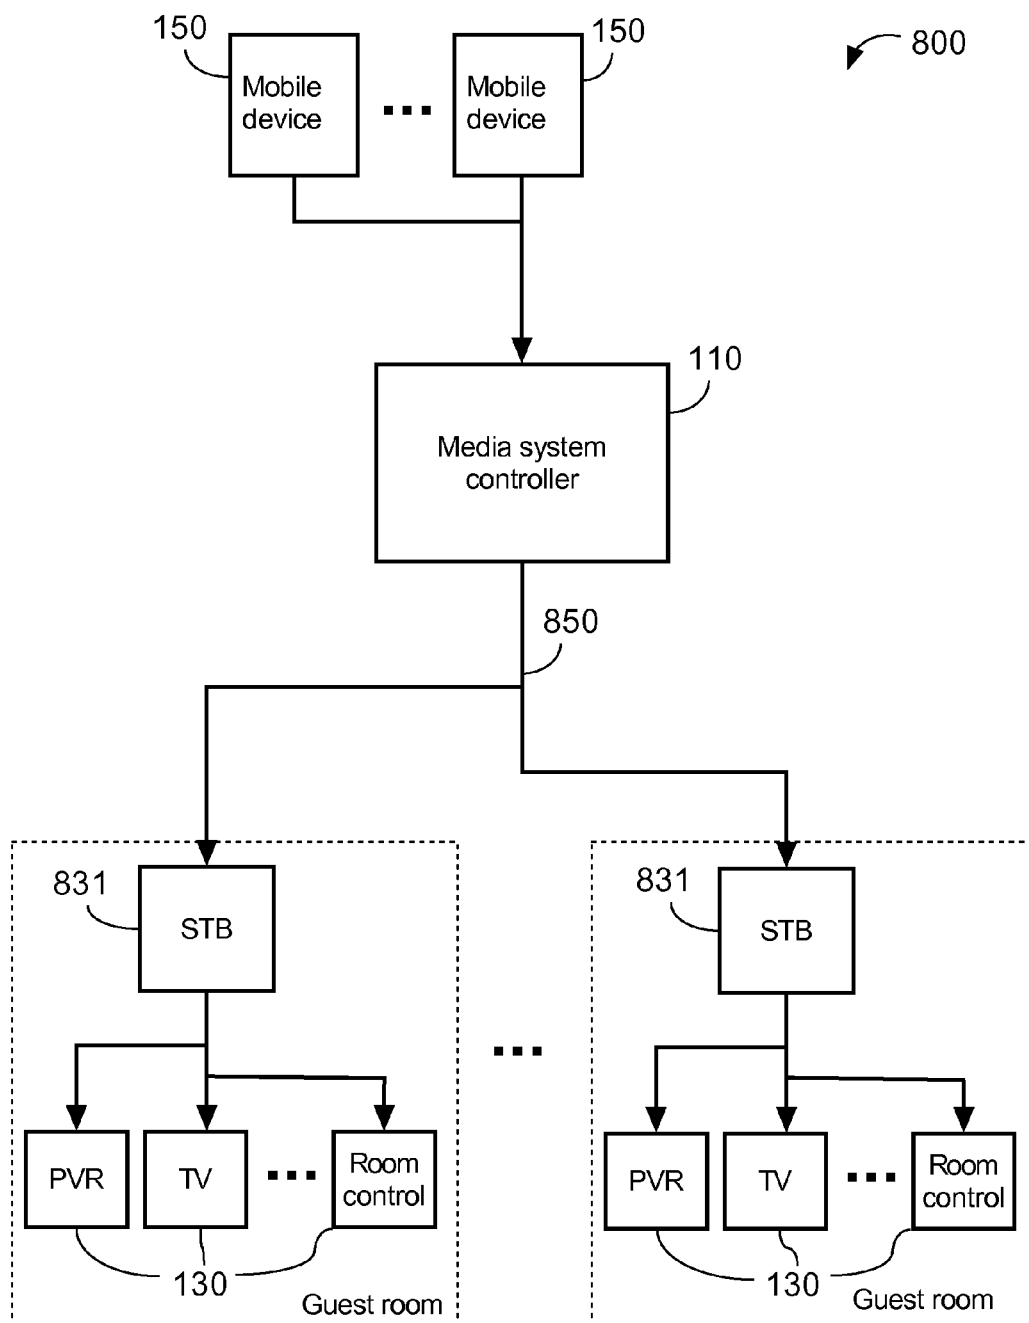 150
150
800
Mobile
device
Mobile
device
110
Media system
controller
850
831
STB
831
STB
PVR
TV
Room
control
PVR
TV
Room
control
130
Guest room
130
Guest room